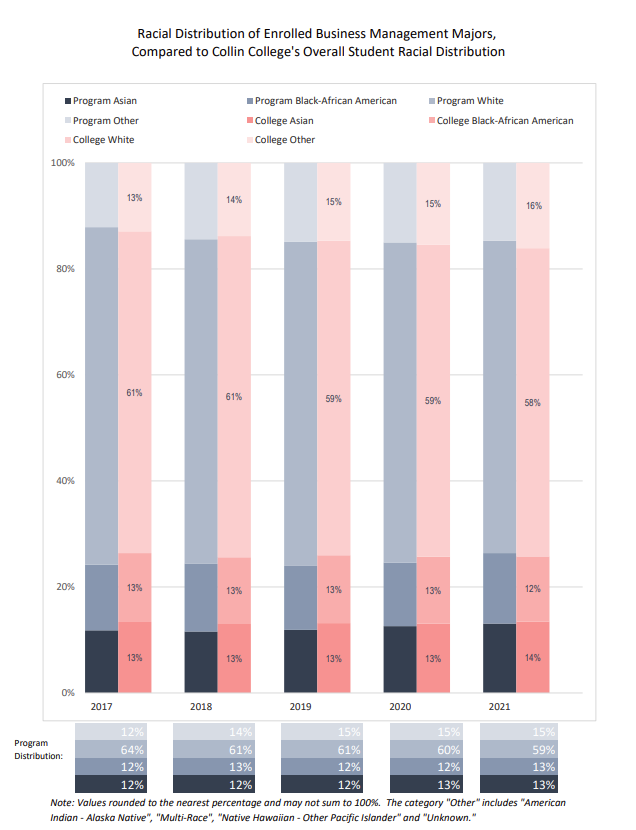 Racial Distribution of Enrolled Business Management Majors,
Compared to Collin College's Overall Student Racial Distribution
Program Asian Program Black-African American Program White
Program Other College Asian College Black-African American
College White College Other
100%
13% 14% 15% 15% 16%
80%
60%
61% 61% 59% 59% 58%
40%
20%
13% 13% 13% 13% 12%
13% 13% 13% 13% 14%
0%
2017 2018 2019 2020 2021
Program
Distribution:
12% 14% 15% 15% 15%
64% 61% 61% 60% 59%
12% 13% 12% 12% 13%
12% 12% 12% 13% 13%
Note: Values rounded to the nearest percentage and may not sum to 100%. The category "Other" includes "American
Indian - Alaska Native", "Multi-Race", "Native Hawaiian - Other Pacific Islander" and "Unknown."